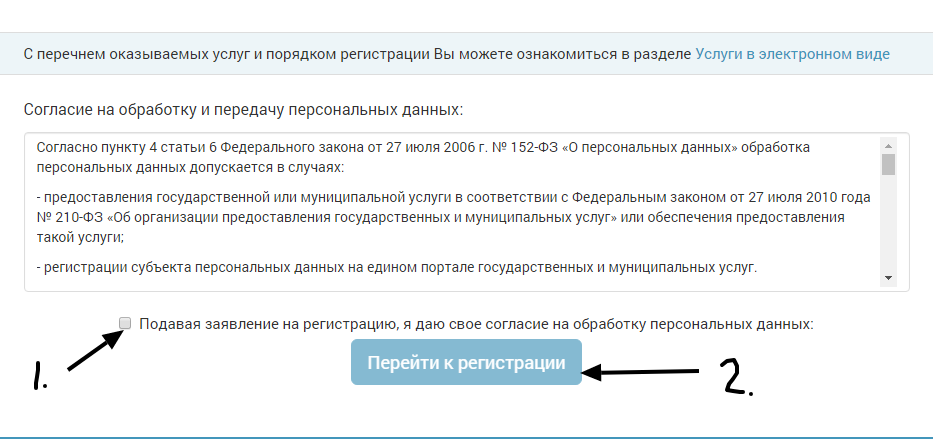 С перечнем оказываемых услуг и порядком регистрации Вы можете ознакомиться в разделе Услуги в электронном виде
Согласие на обработку и передачу персональных данных:
Согласно пункту 4 статьи 6 Федерального закона от 27 июля 2006 г. № 152-ФЗ «О персональных данных» обработка
персональных данных допускается в случаях:
- предоставления государственной или муниципальной услуги в соответствии с Федеральным законом от 27 июля 2010 года
№ 210-ФЗ «Об организации предоставления государственных и муниципальных услуг» или обеспечения предоставления
такой услуги;
- регистрации субъекта персональных данных на едином портале государственных и муниципальных услуг.
Подавая заявление на регистрацию, я даю свое согласие на обработку персональных данных:
1.
Перейти к регистрации
2.